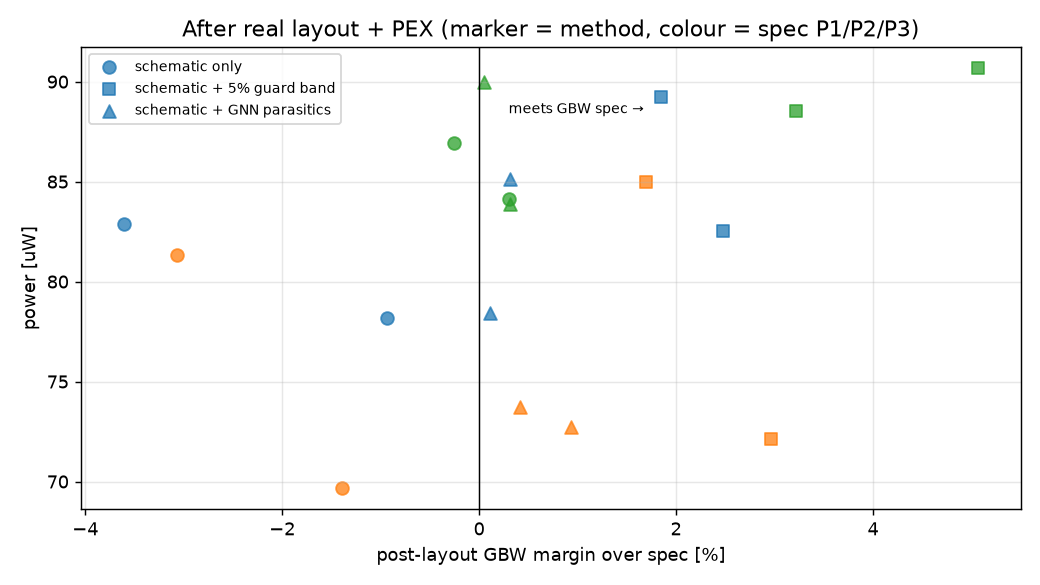 After real layout + PEX (marker = method, colour = spec P1/P2/P3)
schematic only
schematic + 5% guard band
schematic + GNN parasitics
meets GBW spec →
90
85
80
75
70
power [uW]
−4
−2
0
2
4
post-layout GBW margin over spec [%]